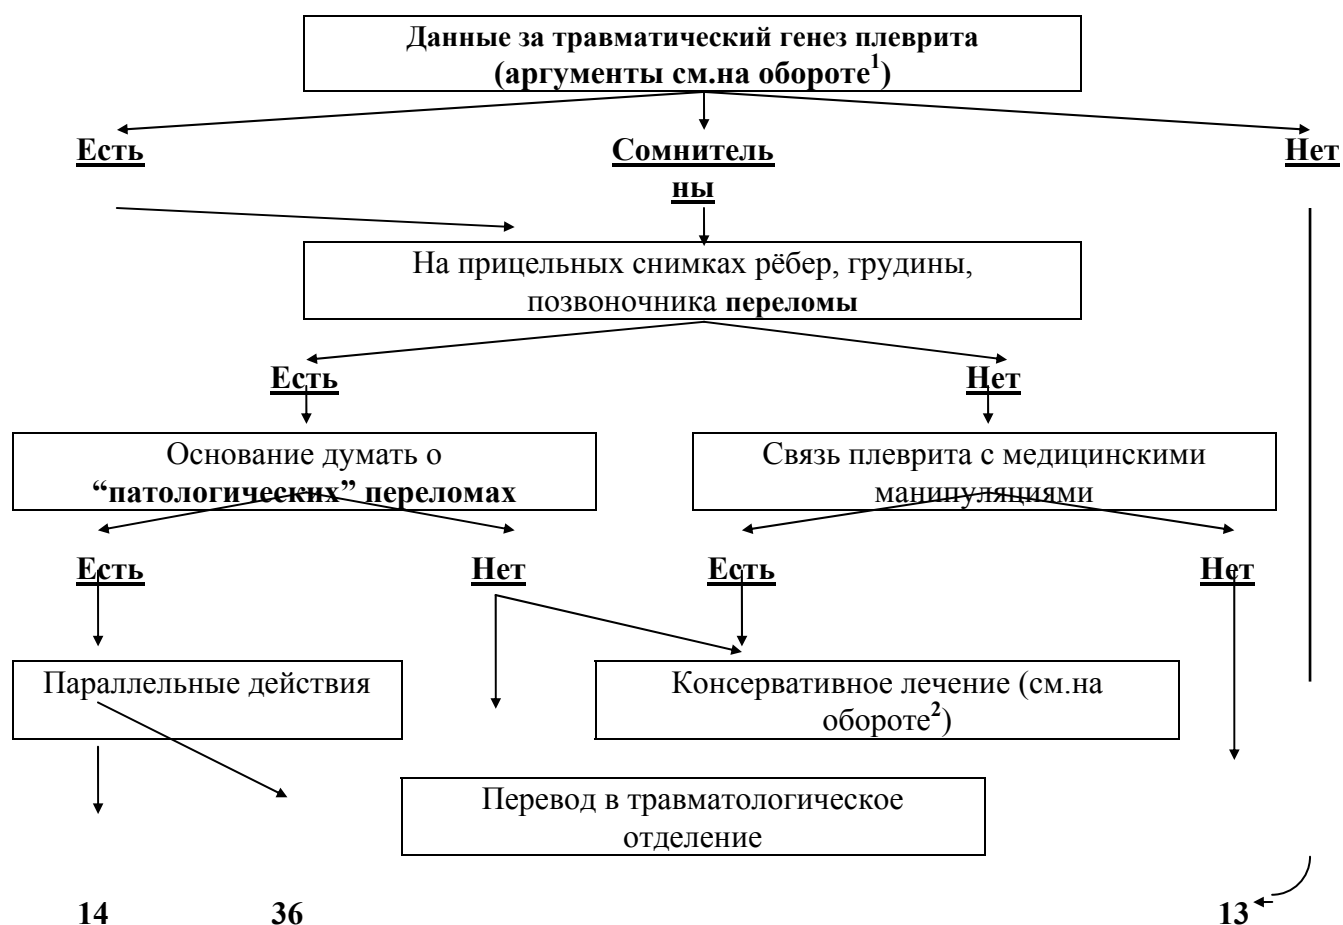 Данные за травматический генез плеврита
(аргументы см.на обороте¹)
Есть
Сомнитель
ны
Нет
На прицельных снимках рёбер, грудины,
позвоночника переломы
Есть
Нет
Основание думать о
“патологических” переломах
Связь плеврита с медицинскими
манипуляциями
Есть
Нет
Есть
Нет
Параллельные действия
Консервативное лечение (см.на
обороте²)
Перевод в травматологическое
отделение
14
36
13